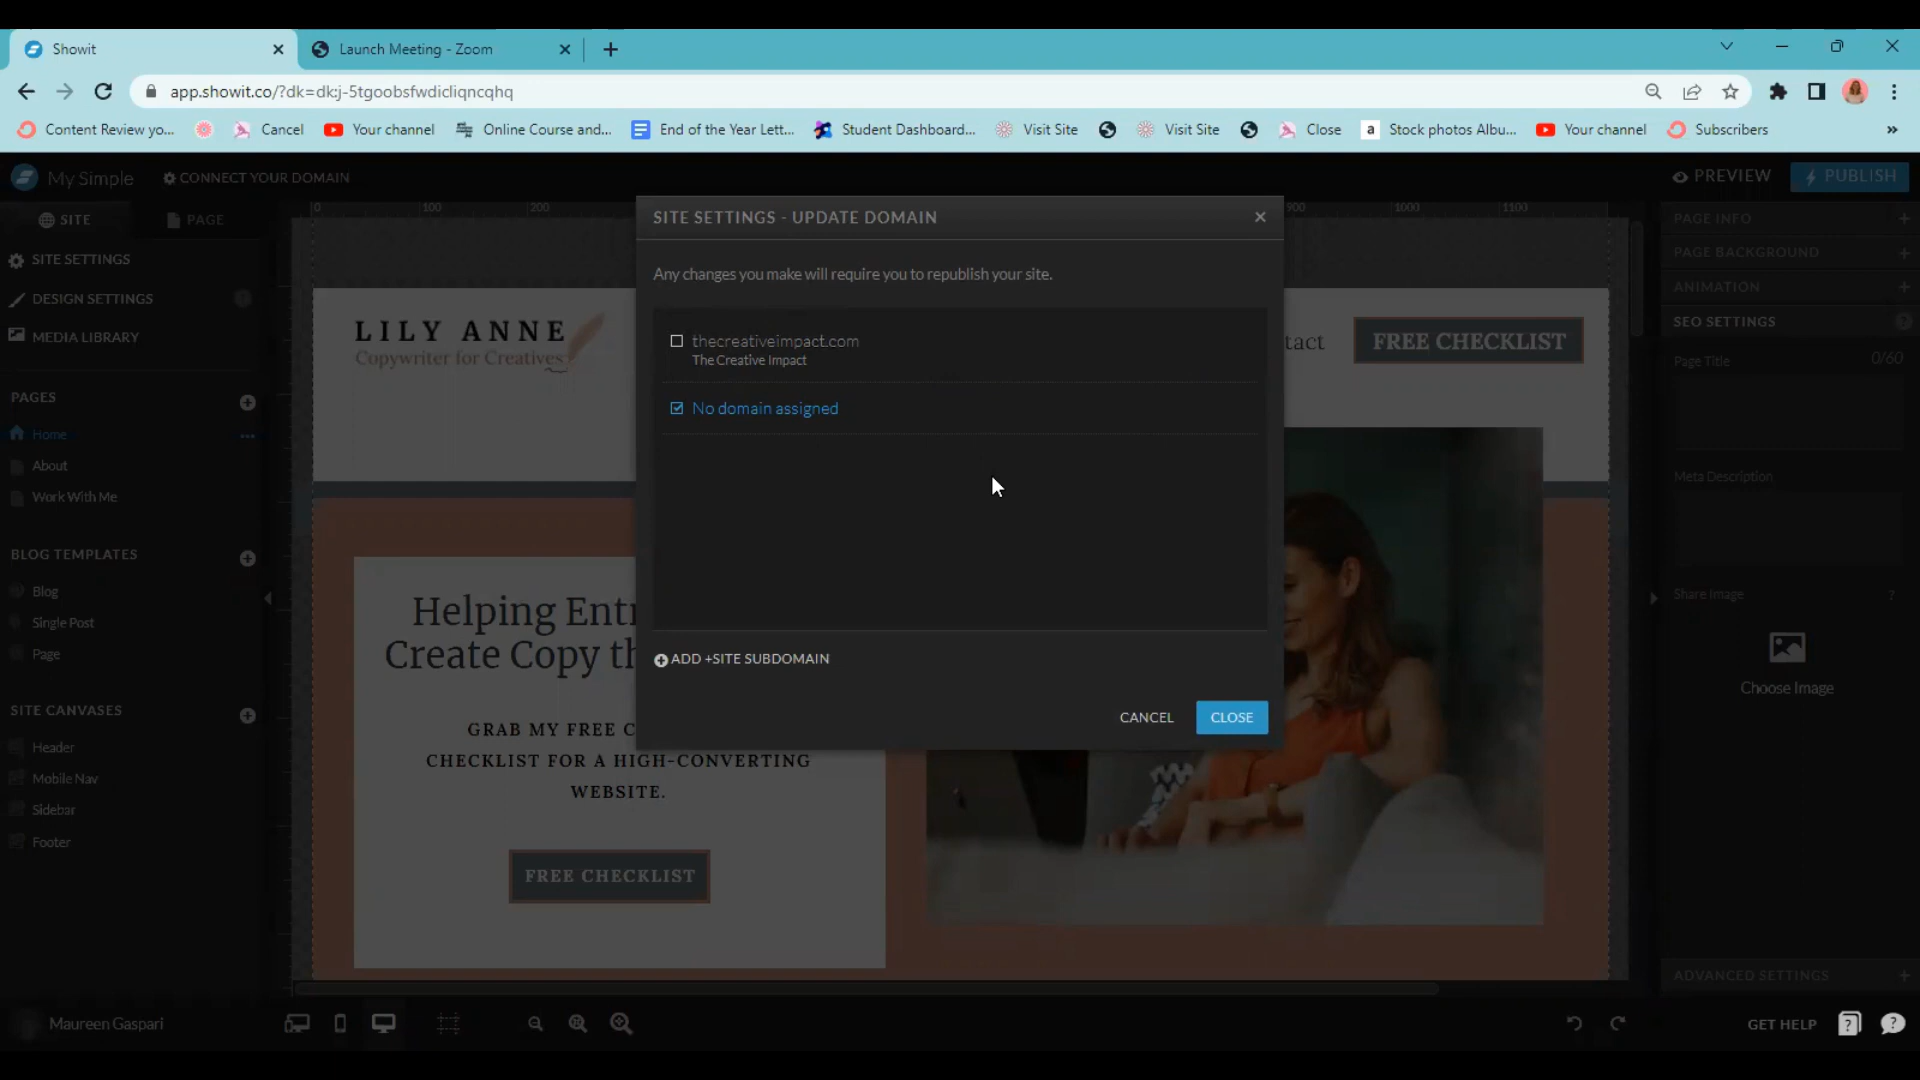 Showit
Launch Meeting - Zoom
app.showit.co/?dk=dkj-5tgoobsfwdicliqncqhq
Content Review yo...
Cancel
Your channel
Online Course and...
End of the Year Lett...
Student Dashboard...
Visit Site
Visit Site
Close
Stock photos Albu...
Your channel
Subscribers
»
My Simple
CONNECT YOUR DOMAIN
PREVIEW
PUBLISH
SITE
PAGE
0
100
200
900
1000
1100
SITE SETTINGS
DESIGN SETTINGS
MEDIA LIBRARY
PAGES
Home
About
Work With Me
BLOG TEMPLATES
Blog
Single Post
Page
SITE CANVASES
Header
Mobile Nav
Sidebar
Footer
Maureen Gaspari
LILY ANNE
Copywriter for Creatives
tact
FREE CHECKLIST
Helping Ent
Create Copy th
GRAB MY FREE C
CHECKLIST FOR A HIGH-CONVERTING
WEBSITE.
FREE CHECKLIST
SITE SETTINGS - UPDATE DOMAIN
Any changes you make will require you to republish your site.
thecreativeimpact.com
The Creative Impact
No domain assigned
ADD +SITE SUBDOMAIN
CANCEL
CLOSE
PAGE INFO
PAGE BACKGROUND
ANIMATION
SEO SETTINGS
Page Title
0/60
Meta Description
Share Image
?
Choose Image
ADVANCED SETTINGS
GET HELP